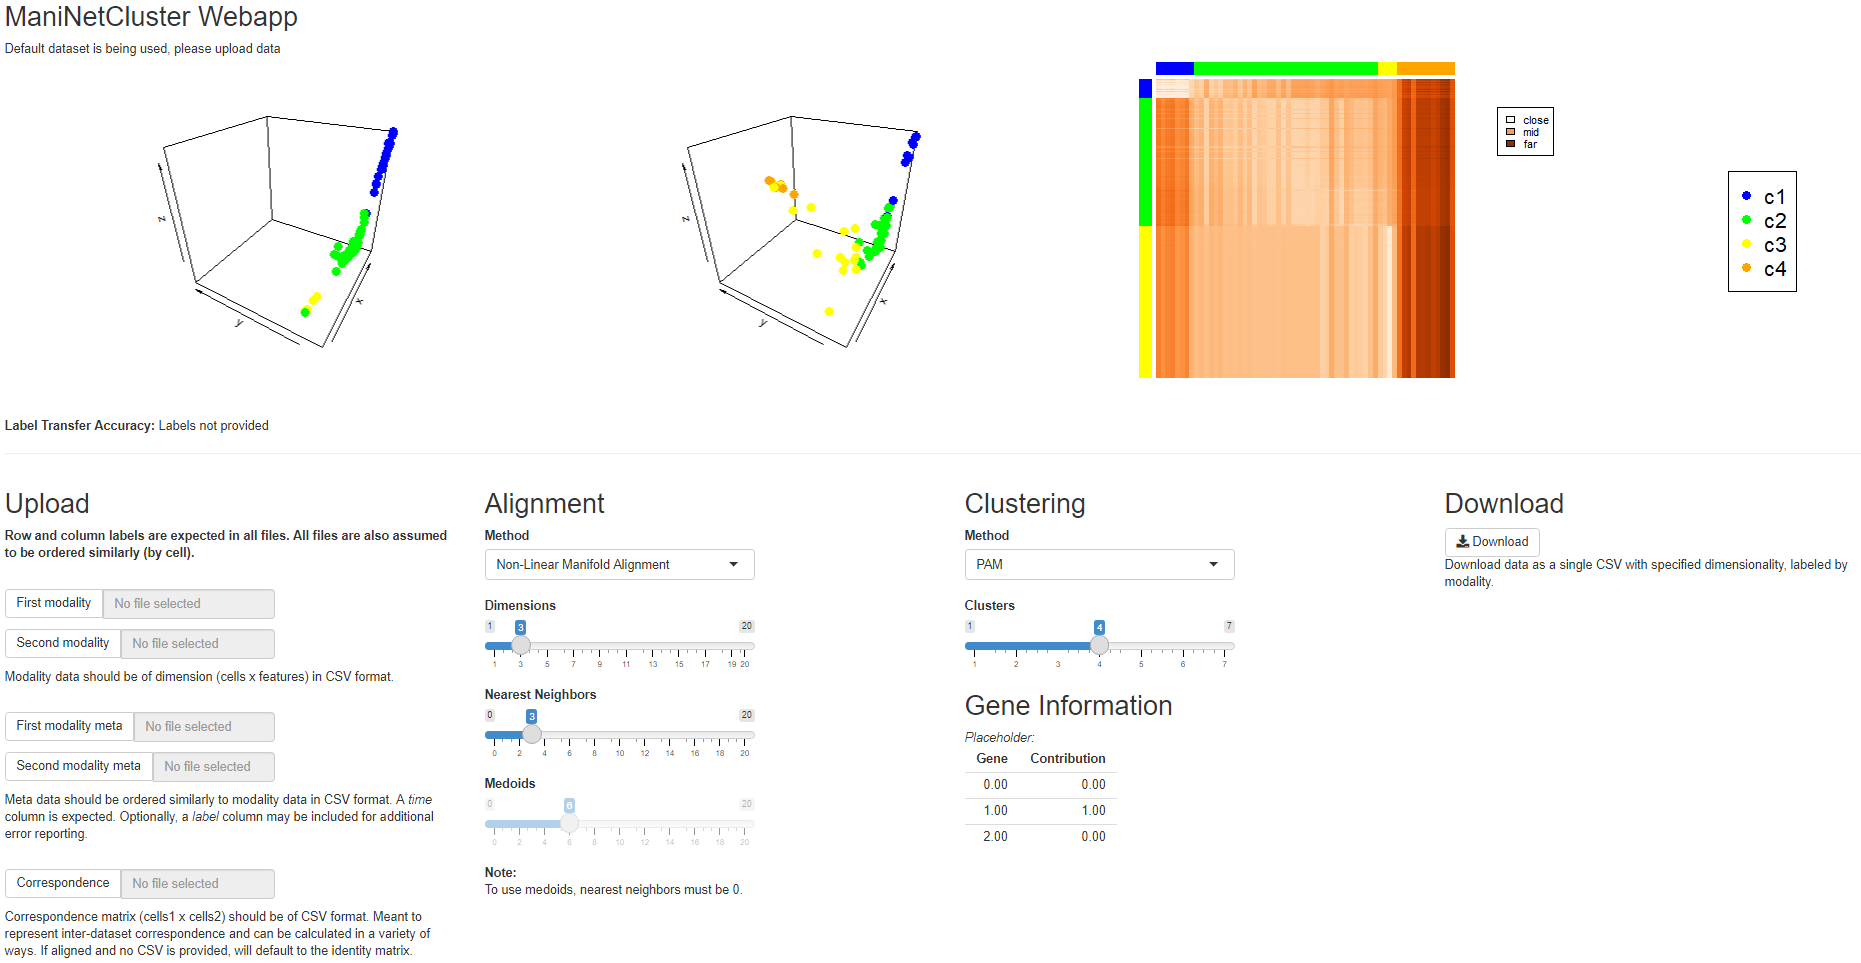 ManiNetCluster Webapp
Default dataset is being used, please upload data
z
y
x
z
y
x
close
mid
far
c1
c2
c3
c4
Label Transfer Accuracy: Labels not provided
Upload
Row and column labels are expected in all files. All files are also assumed
to be ordered similarly (by cell).
First modality No file selected
Second modality No file selected
Modality data should be of dimension (cells x features) in CSV format.
First modality meta No file selected
Second modality meta No file selected
Meta data should be ordered similarly to modality data in CSV format. A time
column is expected. Optionally, a label column may be included for additional
error reporting.
Correspondence No file selected
Correspondence matrix (cells1 x cells2) should be of CSV format. Meant to
represent inter-dataset correspondence and can be calculated in a variety of
ways. If aligned and no CSV is provided, will default to the identity matrix.
Alignment
Method
Non-Linear Manifold Alignment
Dimensions
1 3 20
1 3 5 7 9 11 13 15 17 19 20
Nearest Neighbors
0 3 20
0 2 4 6 8 10 12 14 16 18 20
Medoids
0 6 20
0 2 4 6 8 10 12 14 16 18 20
Note:
To use medoids, nearest neighbors must be 0.
Clustering
Method
PAM
Clusters
1 4 7
1 2 3 4 5 6 7
Gene Information
Placeholder:
Gene Contribution
0.00 0.00
1.00 1.00
2.00 0.00
Download
Download
Download data as a single CSV with specified dimensionality, labeled by
modality.